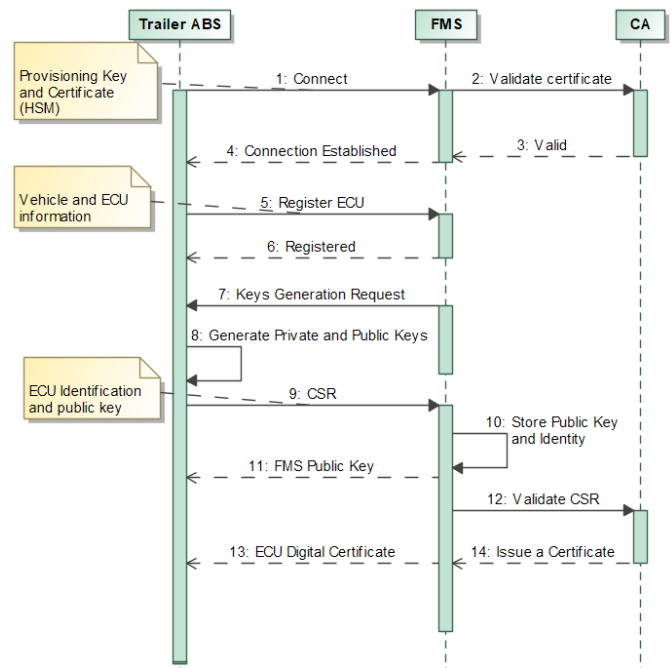 Trailer ABS
FMS
CA
Provisioning Key
and Certificate
(HSM)
1: Connect
2: Validate certificate
3: Valid
4: Connection Established
Vehicle and ECU
information
5: Register ECU
6: Registered
7: Keys Generation Request
8: Generate Private and Public Keys
ECU Identification
and public key
9: CSR
10: Store Public Key
and Identity
11: FMS Public Key
12: Validate CSR
13: ECU Digital Certificate
14: Issue a Certificate